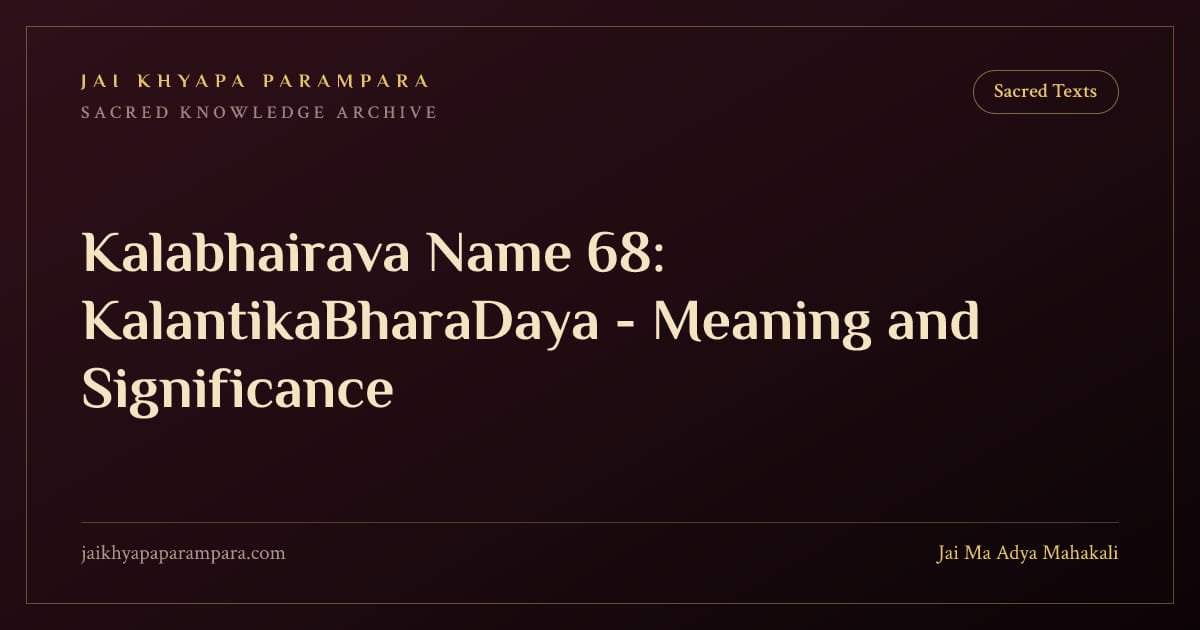 JAI KHYAPA PARAMPARA
SACRED KNOWLEDGE ARCHIVE
Sacred Texts
Kalabhairava Name 68:
KalantikaBharaDaya - Meaning and
Significance
jaikhyapaparampara.com
Jai Ma Adya Mahakali